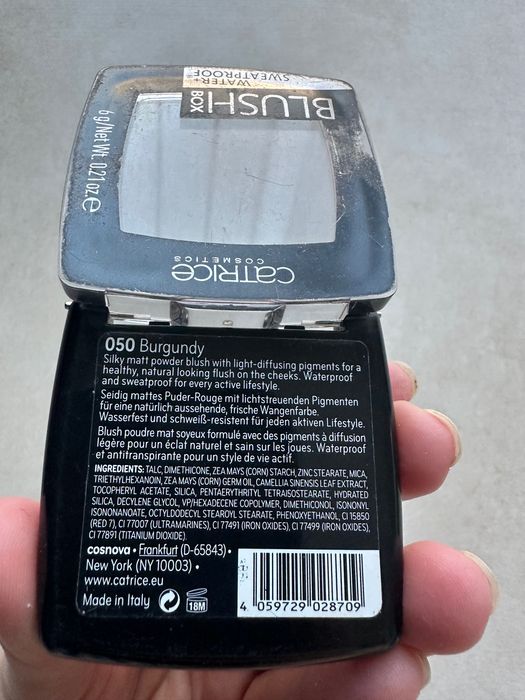 WATER+
SWEATPROOF
BLUSH
BOX
6 g/Net Wt. 0.21 oz. e
CATRICE
COSMETICS
050 Burgundy
Silky matt powder blush with light-diffusing pigments for a
healthy, natural looking flush on the cheeks. Waterproof
and sweatproof for every active lifestyle.
Seidig mattes Puder-Rouge mit lichtstreuenden Pigmenten
für eine natürlich aussehende, frische Wangenfarbe.
Wasserfest und schweiß-resistent für jeden aktiven Lifestyle.
Blush poudre mat soyeux formulé avec des pigments à diffusion
légère pour un éclat naturel et sain sur les joues. Waterproof
et antitranspirante pour un style de vie actif.
INGREDIENTS: TALC, DIMETHICONE, ZEA MAYS (CORN) STARCH, ZINC STEARATE, MICA,
TRIETHYLHEXANOIN, ZEA MAYS (CORN) GERM OIL, CAMELLIA SINENSIS LEAF EXTRACT,
TOCOPHERYL ACETATE, SILICA, PENTAERYTHRITYL TETRAISOSTEARATE, HYDRATED
SILICA, DECYLENE GLYCOL, VP/HEXADECENE COPOLYMER, DIMETHICONOL, ISONONYL
ISONONANOATE, OCTYLDODECYL STEAROYL STEARATE, PHENOXYETHANOL, CI 15850
(RED 7), CI 77007 (ULTRAMARINES), CI 77491 (IRON OXIDES), CI 77499 (IRON OXIDES),
CI 77891 (TITANIUM DIOXIDE).
cosnova • Frankfurt (D-65843) •
New York (NY 10003) •
www.catrice.eu
Made in Italy
18M
4 059729 028709